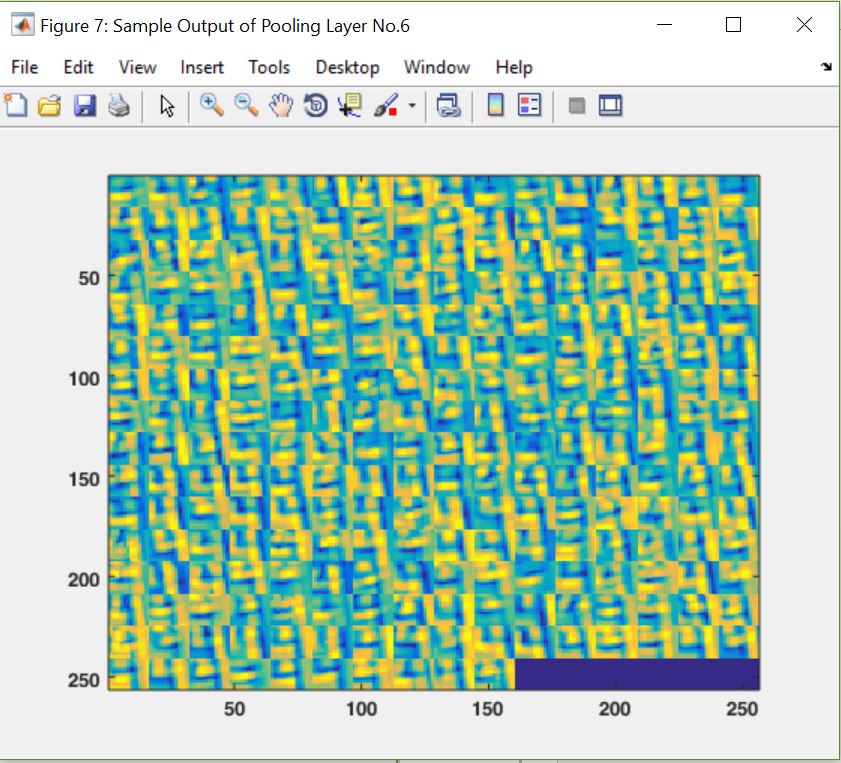 Figure 7: Sample Output of Pooling Layer No.6
File Edit View Insert Tools Desktop Window Help
50
100
150
200
250
50 100 150 200 250